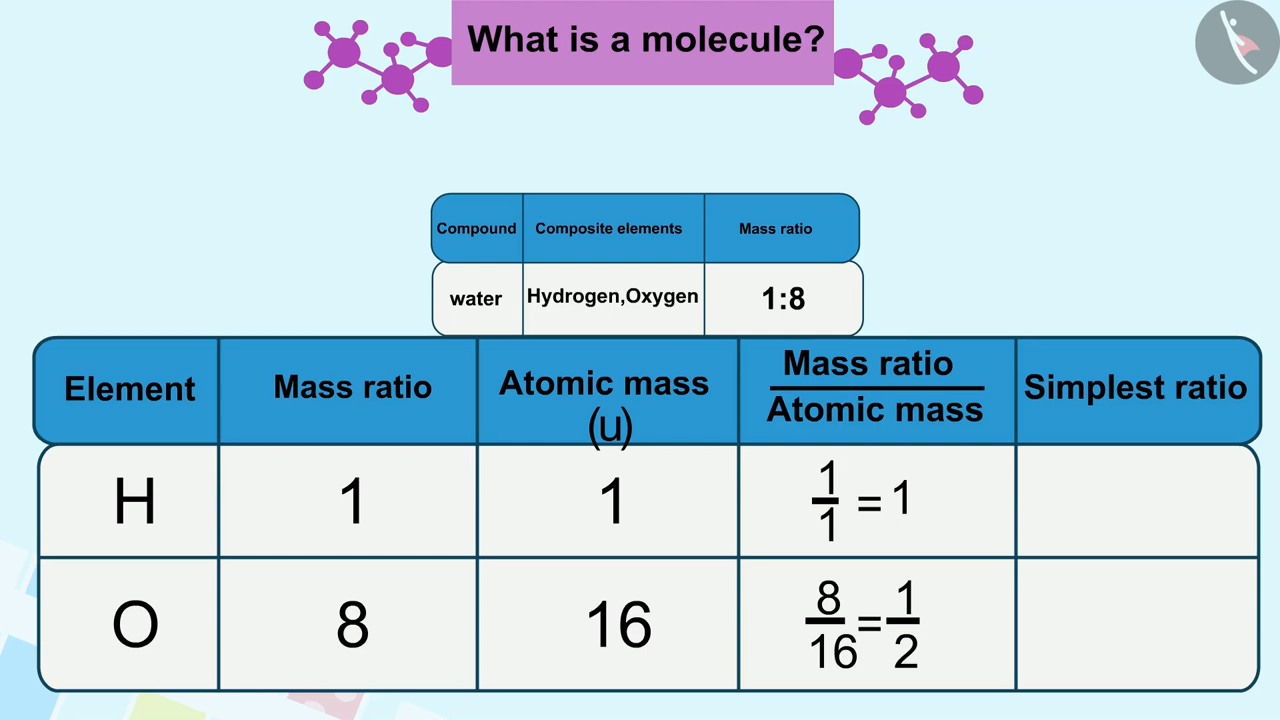 What is a molecule?
Compound Composite elements Mass ratio
water Hydrogen,Oxygen 1:8
Element Mass ratio Atomic mass (u) Mass ratio / Atomic mass Simplest ratio
H 1 1 1/1 = 1
O 8 16 8/16 = 1/2